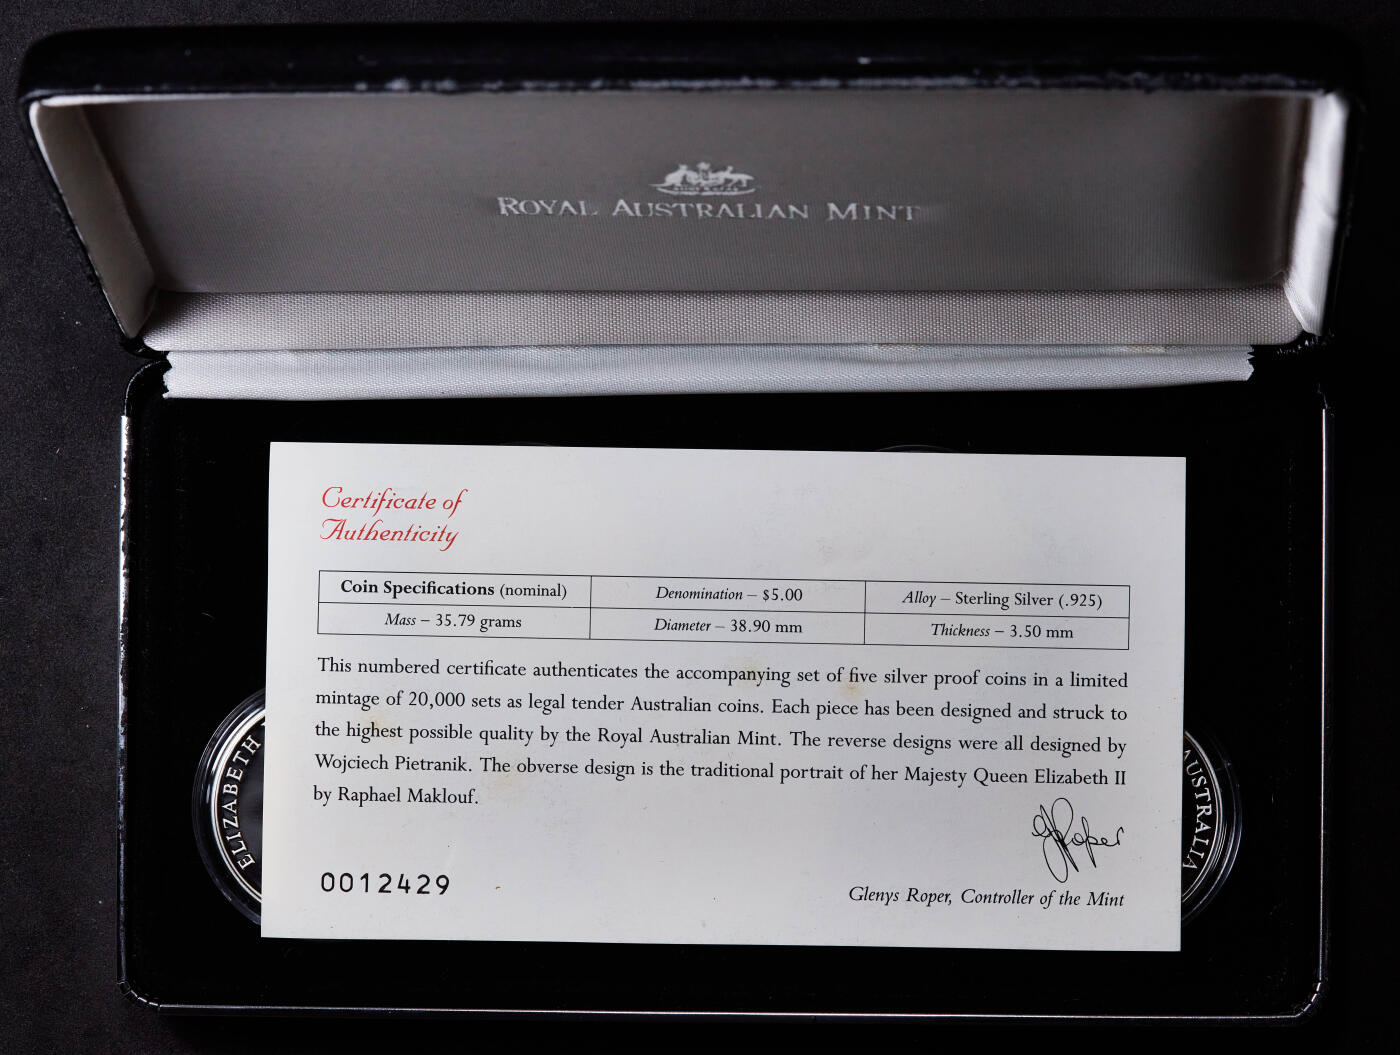 ROYAL AUSTRALIAN MINT
Certificate of
Authenticity
Coin Specifications (nominal)
Denomination – $5.00
Alloy – Sterling Silver (.925)
Mass – 35.79 grams
Diameter – 38.90 mm
Thickness – 3.50 mm
This numbered certificate authenticates the accompanying set of five silver proof coins in a limited
mintage of 20,000 sets as legal tender Australian coins. Each piece has been designed and struck to
the highest possible quality by the Royal Australian Mint. The reverse designs were all designed by
Wojciech Pietranik. The obverse design is the traditional portrait of her Majesty Queen Elizabeth II
by Raphael Maklouf.
ELIZABETH
AUSTRALIA
GJRoper
0012429
Glenys Roper, Controller of the Mint